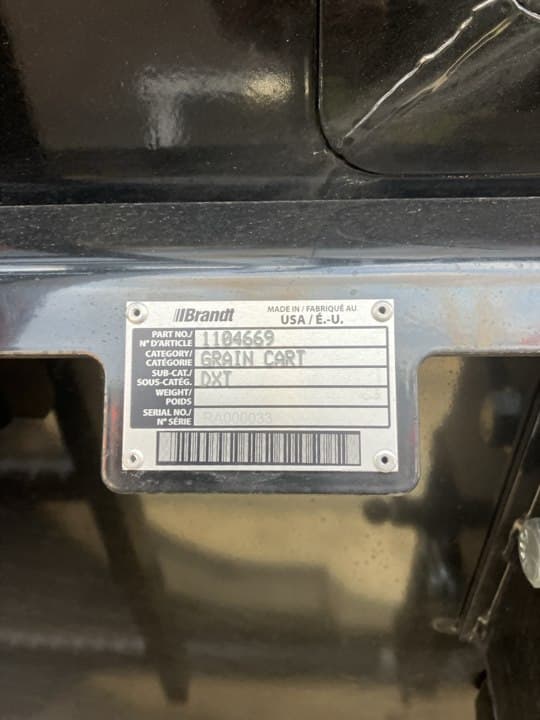 Brandt
MADE IN / FABRIQUÉ AU
USA / É.-U.
PART NO./
N° D'ARTICLE
1104669
CATEGORY/
CATÉGORIE
GRAIN CART
SUB-CAT./
SOUS-CATÉG.
DXT
WEIGHT/
POIDS
SERIAL NO./
N° SÉRIE
RA000033